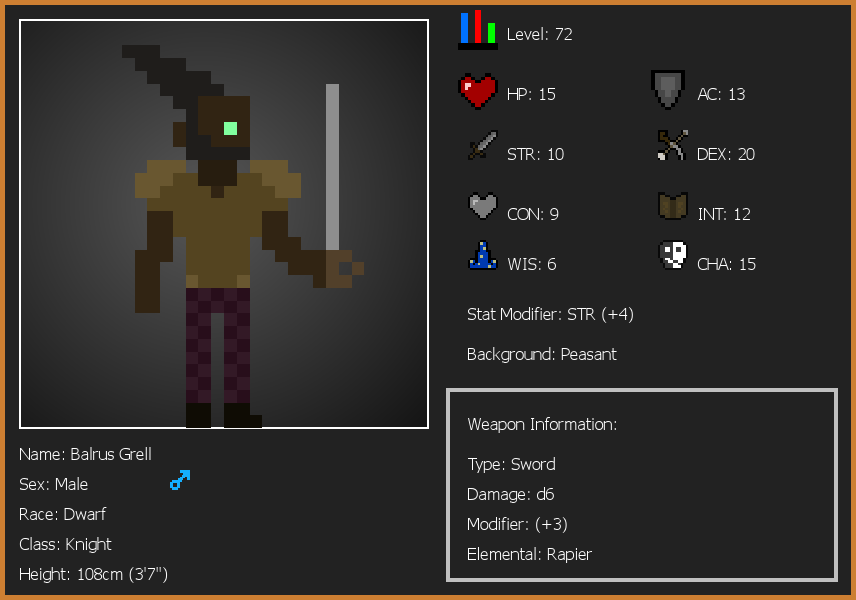 Level: 72
HP: 15
AC: 13
STR: 10
DEX: 20
CON: 9
INT: 12
WIS: 6
CHA: 15
Stat Modifier: STR (+4)
Background: Peasant
Weapon Information:
Type: Sword
Damage: d6
Modifier: (+3)
Elemental: Rapier
Name: Balrus Grell
Sex: Male
Race: Dwarf
Class: Knight
Height: 108cm (3'7")